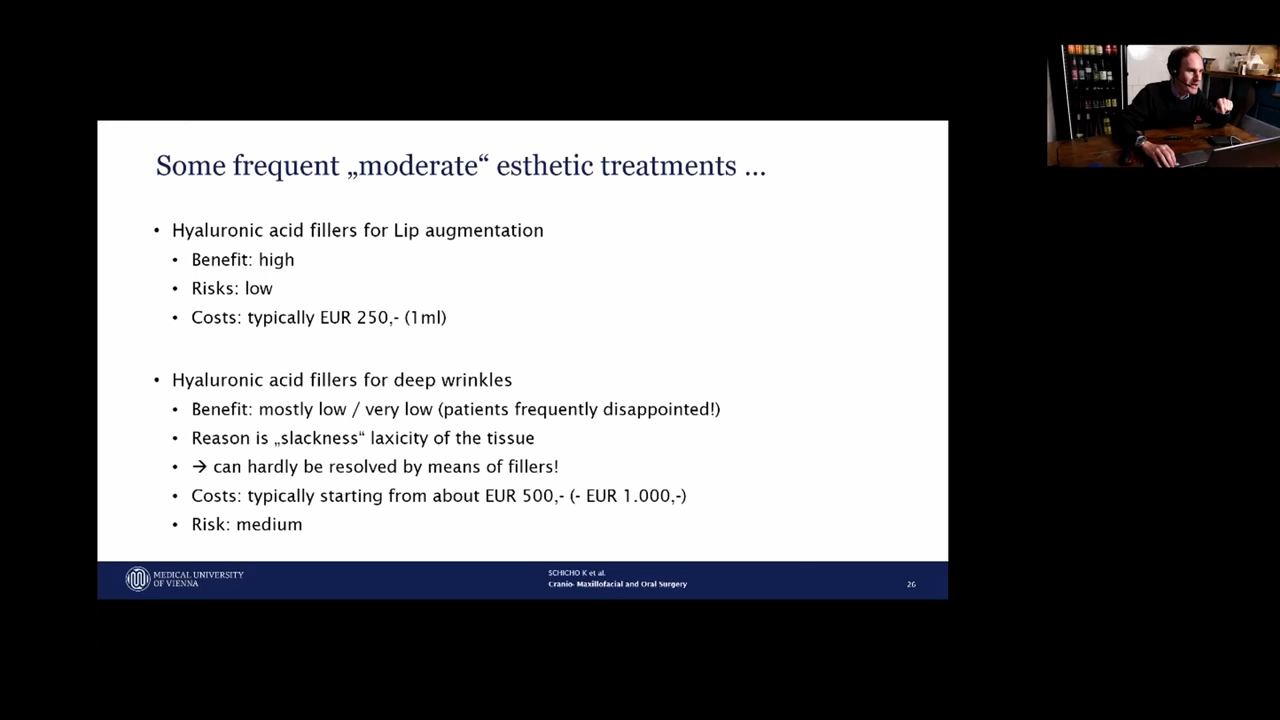 Some frequent „moderate“ esthetic treatments ...
• Hyaluronic acid fillers for Lip augmentation
• Benefit: high
• Risks: low
• Costs: typically EUR 250,- (1ml)
• Hyaluronic acid fillers for deep wrinkles
• Benefit: mostly low / very low (patients frequently disappointed!)
• Reason is „slackness“ laxicity of the tissue
• → can hardly be resolved by means of fillers!
• Costs: typically starting from about EUR 500,- (- EUR 1.000,-)
• Risk: medium
MEDICAL UNIVERSITY
OF VIENNA
SCHICHO K et al.
Cranio- Maxillofacial and Oral Surgery
26